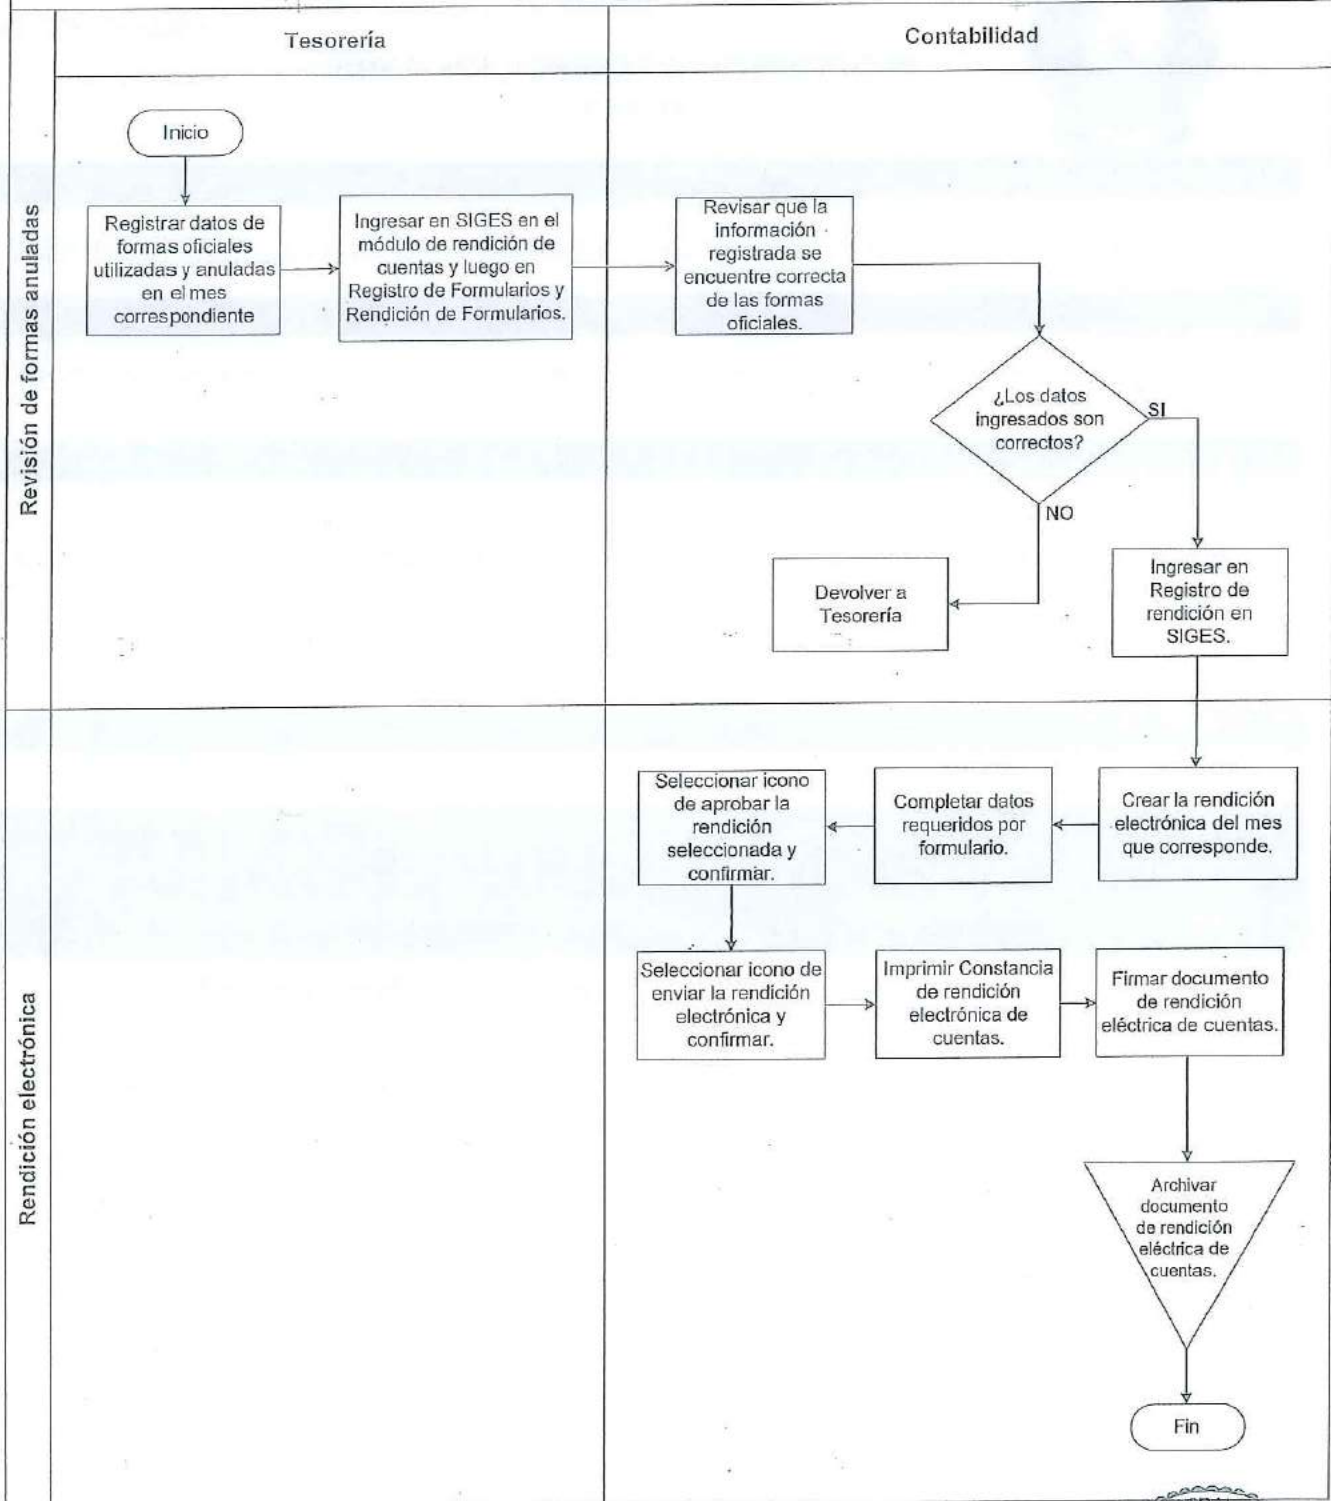 Tesorería
Contabilidad
Revisión de formas anuladas
Inicio
Registrar datos de
formas oficiales
utilizadas y anuladas
en el mes
correspondiente
Ingresar en SIGES en el
módulo de rendición de
cuentas y luego en
Registro de Formularios y
Rendición de Formularios.
Revisar que la
información
registrada se
encuentre correcta
de las formas
oficiales.
¿Los datos
ingresados son
correctos?
SI
NO
Devolver a
Tesorería
Ingresar en
Registro de
rendición en
SIGES.
Rendición electrónica
Crear la rendición
electrónica del mes
que corresponde.
Completar datos
requeridos por
formulario.
Seleccionar icono
de aprobar la
rendición
seleccionada y
confirmar.
Seleccionar icono de
enviar la rendición
electrónica y
confirmar.
Imprimir Constancia
de rendición
electrónica de
cuentas.
Firmar documento
de rendición
eléctrica de cuentas.
Archivar
documento
de rendición
eléctrica de
cuentas.
Fin